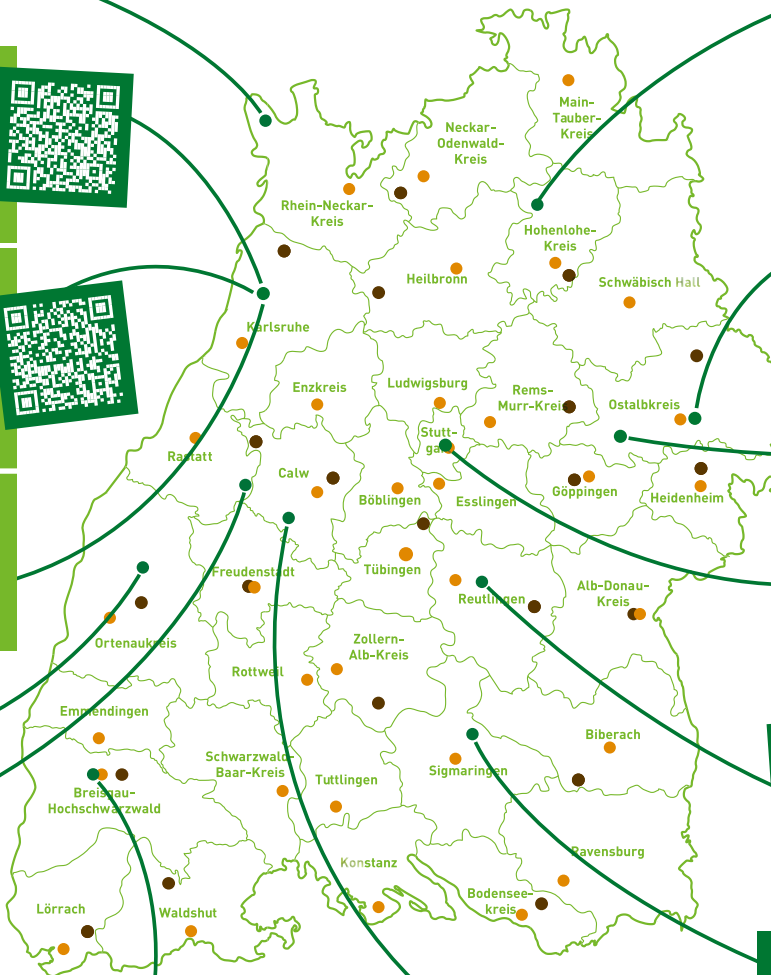 Main-
Tauber-
Kreis
Neckar-
Odenwald-
Kreis
Rhein-Neckar-
Kreis
Hohenlohe-
Kreis
Heilbronn
Schwäbisch Hall
Karlsruhe
Enzkreis
Ludwigsburg
Rems-
Murr-Kreis
Ostalbkreis
Stutt-
gart
Rastatt
Calw
Böblingen
Esslingen
Göppingen
Heidenheim
Freudenstadt
Tübingen
Reutlingen
Alb-Donau-
Kreis
Ortenaukreis
Zollern-
Alb-Kreis
Rottweil
Emmendingen
Biberach
Schwarzwald-
Baar-Kreis
Tuttlingen
Sigmaringen
Breisgau-
Hochschwarzwald
Konstanz
Ravensburg
Bodensee-
kreis
Lörrach
Waldshut